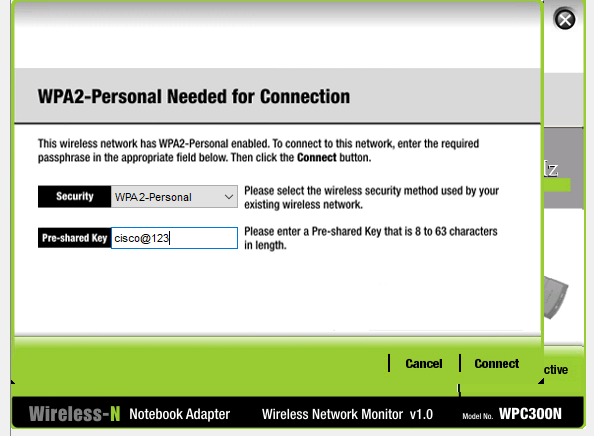 WPA2-Personal Needed for Connection
This wireless network has WPA2-Personal enabled. To connect to this network, enter the required
passphrase in the appropriate field below. Then click the Connect button.
Security
WPA2-Personal
Please select the wireless security method used by your
existing wireless network.
Pre-shared Key
cisco@123
Please enter a Pre-shared Key that is 8 to 63 characters
in length.
Cancel
Connect
Wireless-N Notebook Adapter Wireless Network Monitor v1.0 Model No. WPC300N